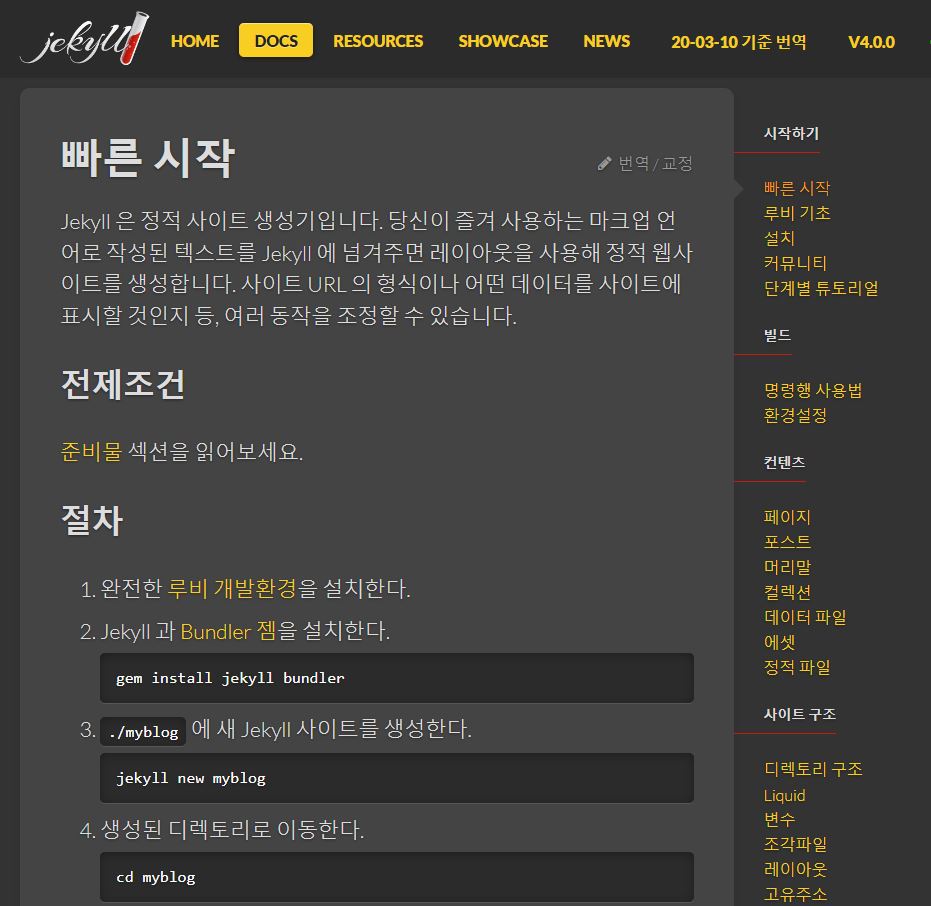 jekyll
HOME
DOCS
RESOURCES
SHOWCASE
NEWS
20-03-10 기준 번역
V4.0.0
빠른 시작
번역 / 교정
Jekyll 은 정적 사이트 생성기입니다. 당신이 즐겨 사용하는 마크업 언
어로 작성된 텍스트를 Jekyll 에 넘겨주면 레이아웃을 사용해 정적 웹사
이트를 생성합니다. 사이트 URL 의 형식이나 어떤 데이터를 사이트에
표시할 것인지 등, 여러 동작을 조정할 수 있습니다.
전제조건
준비물 섹션을 읽어보세요.
절차
1. 완전한 루비 개발환경을 설치한다.
2. Jekyll 과 Bundler 젬을 설치한다.
gem install jekyll bundler
3. ./myblog 에 새 Jekyll 사이트를 생성한다.
jekyll new myblog
4. 생성된 디렉토리로 이동한다.
cd myblog
시작하기
빠른 시작
루비 기초
설치
커뮤니티
단계별 튜토리얼
빌드
명령행 사용법
환경설정
컨텐츠
페이지
포스트
머리말
컬렉션
데이터 파일
에셋
정적 파일
사이트 구조
디렉토리 구조
Liquid
변수
조각파일
레이아웃
고유주소